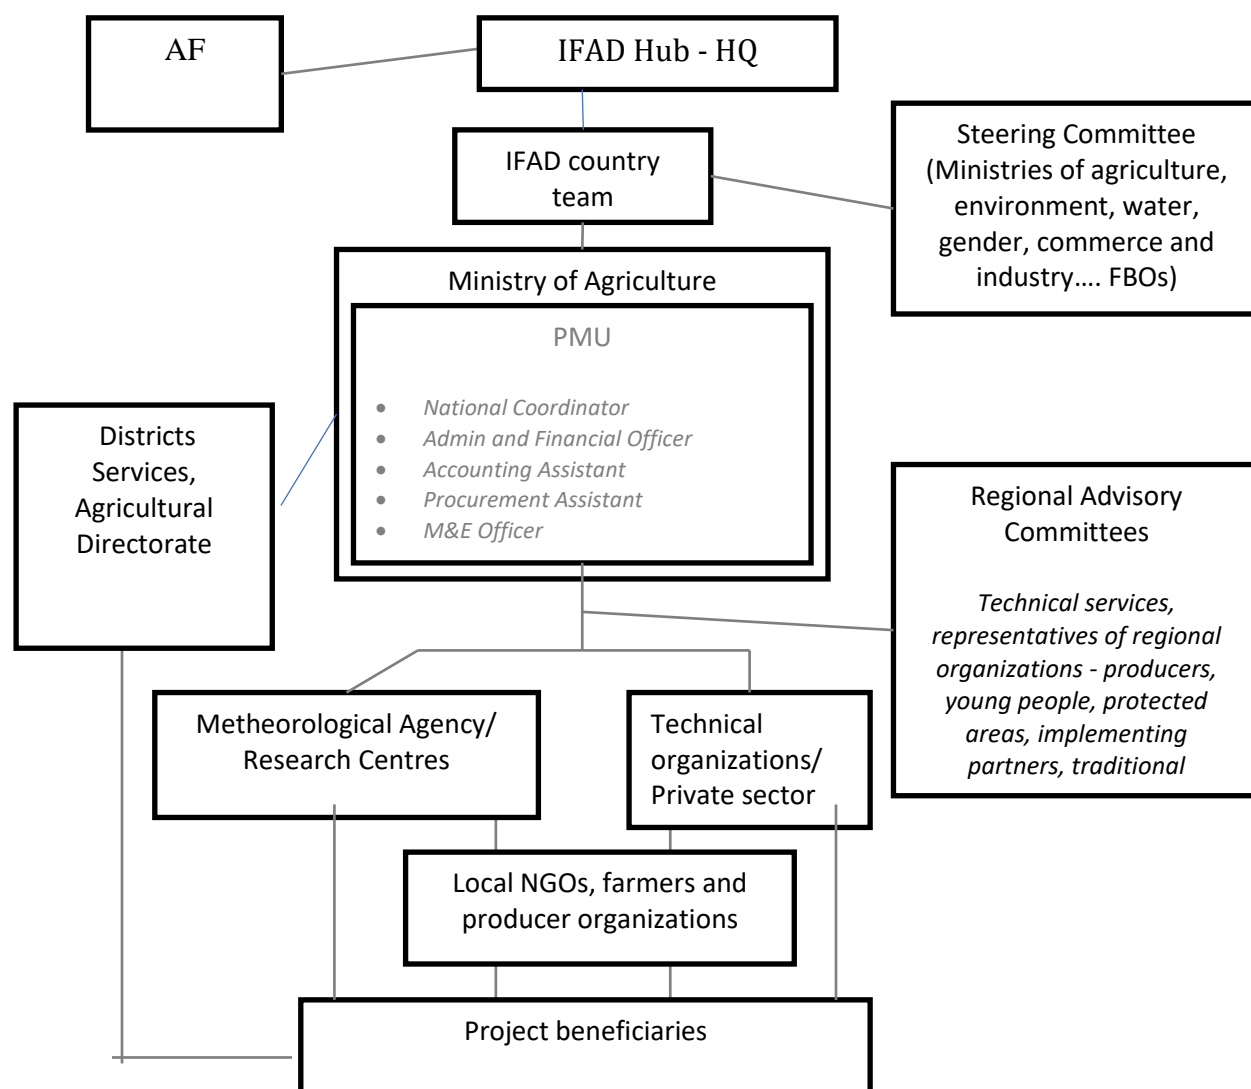 AF
IFAD Hub - HQ
IFAD country
team
Steering Committee
(Ministries of agriculture,
environment, water,
gender, commerce and
industry…. FBOs)
Ministry of Agriculture
PMU
National Coordinator
Admin and Financial Officer
Accounting Assistant
Procurement Assistant
M&E Officer
Districts
Services,
Agricultural
Directorate
Regional Advisory
Committees
Technical services,
representatives of regional
organizations - producers,
young people, protected
areas, implementing
partners, traditional
Metheorological Agency/
Research Centres
Technical
organizations/
Private sector
Local NGOs, farmers and
producer organizations
Project beneficiaries